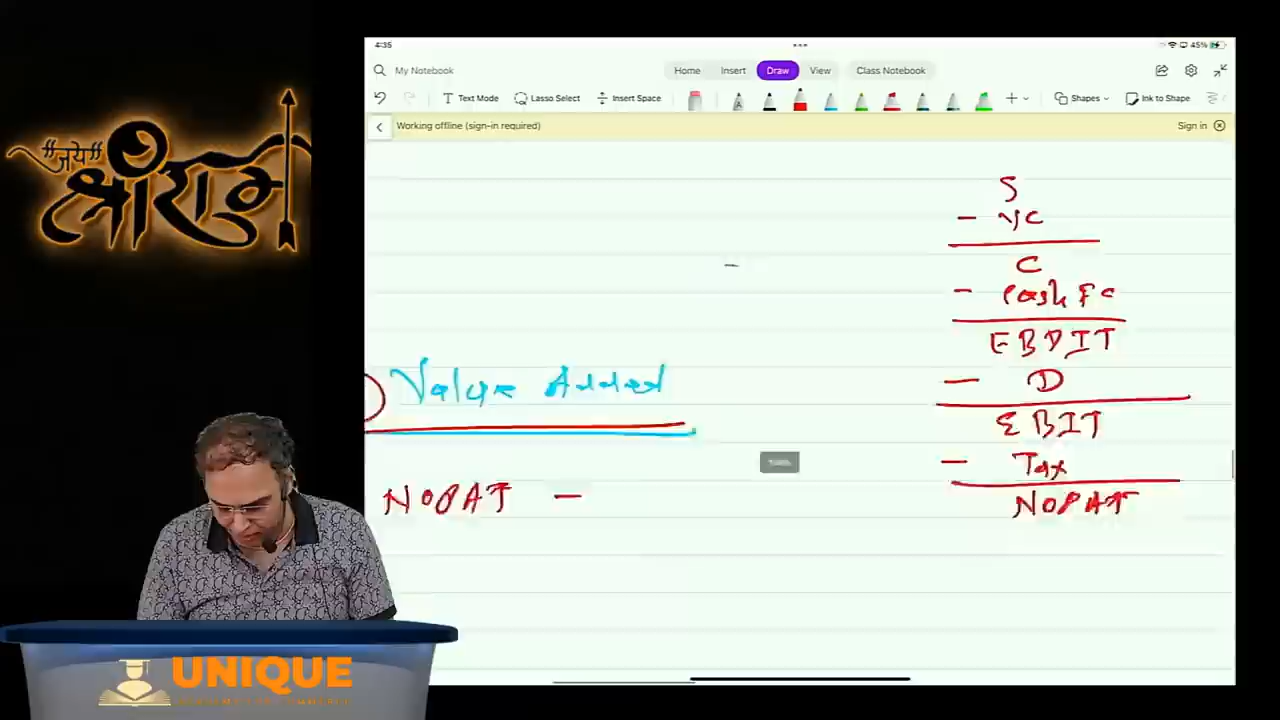 "जय"
श्री राम
4:35
45%
My Notebook
Home Insert Draw View Class Notebook
Text Mode Lasso Select Insert Space Shapes Ink to Shape
Working offline (sign-in required) Sign in
S
- VC
C
- Cash FC
EBDIT
- D
EBIT
- Tax
NOPAT
Value Added
NOPAT -
UNIQUE